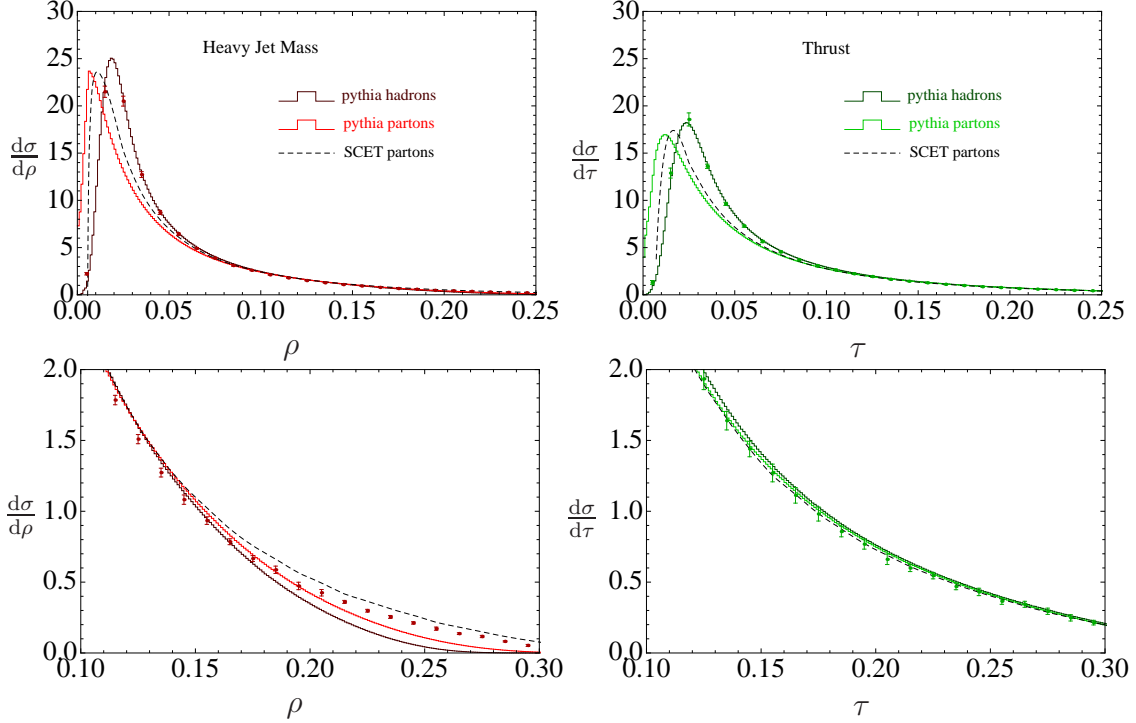 30
25
20
15
10
5
0
0.00 0.05 0.10 0.15 0.20 0.25
dσ
dρ
ρ
Heavy Jet Mass
pythia hadrons
pythia partons
SCET partons
30
25
20
15
10
5
0
0.00 0.05 0.10 0.15 0.20 0.25
dσ
dτ
τ
Thrust
pythia hadrons
pythia partons
SCET partons
2.0
1.5
1.0
0.5
0.0
0.10 0.15 0.20 0.25 0.30
dσ
dρ
ρ
2.0
1.5
1.0
0.5
0.0
0.10 0.15 0.20 0.25 0.30
dσ
dτ
τ